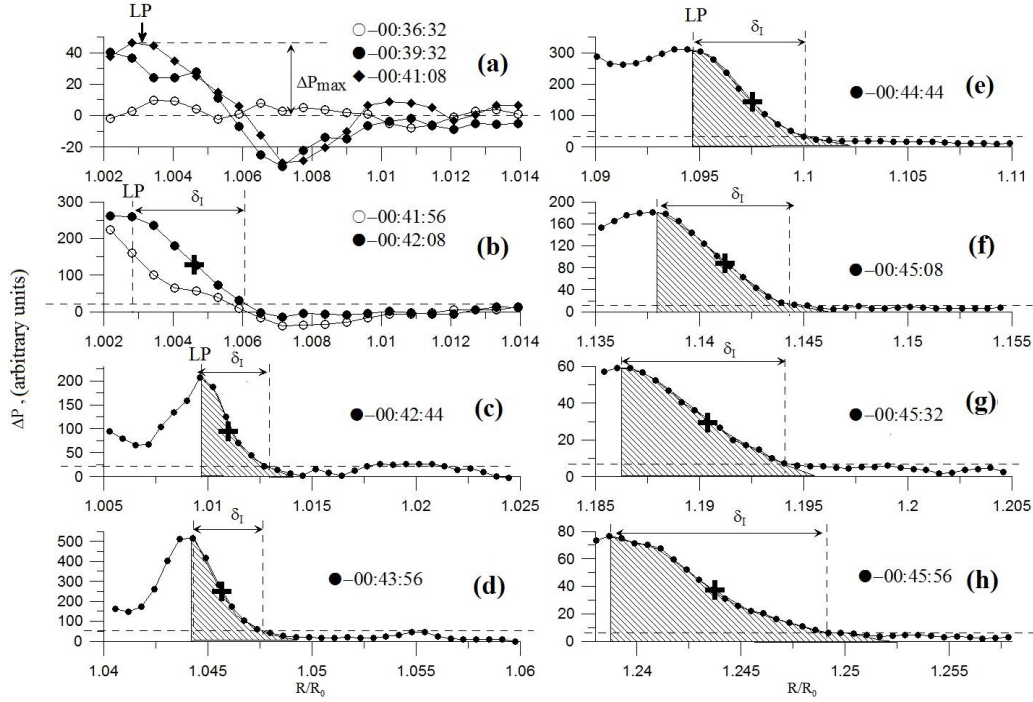 LP
00:36:32
00:39:32
00:41:08
(a)
ΔPmax
40
20
0
-20
1.002 1.004 1.006 1.008 1.01 1.012 1.014
LP
δI
00:41:56
00:42:08
(b)
300
200
100
0
1.002 1.004 1.006 1.008 1.01 1.012 1.014
ΔP , (arbitrary units)
LP
δI
00:42:44
(c)
200
150
100
50
0
1.005 1.01 1.015 1.02 1.025
δI
00:43:56
(d)
500
400
300
200
100
0
1.04 1.045 1.05 1.055 1.06
R/R0
LP
δI
00:44:44
(e)
300
200
100
0
1.09 1.095 1.1 1.105 1.11
δI
00:45:08
(f)
200
160
120
80
40
0
1.135 1.14 1.145 1.15 1.155
δI
00:45:32
(g)
60
40
20
0
1.185 1.19 1.195 1.2 1.205
δI
00:45:56
(h)
80
60
40
20
0
1.24 1.245 1.25 1.255
R/R0